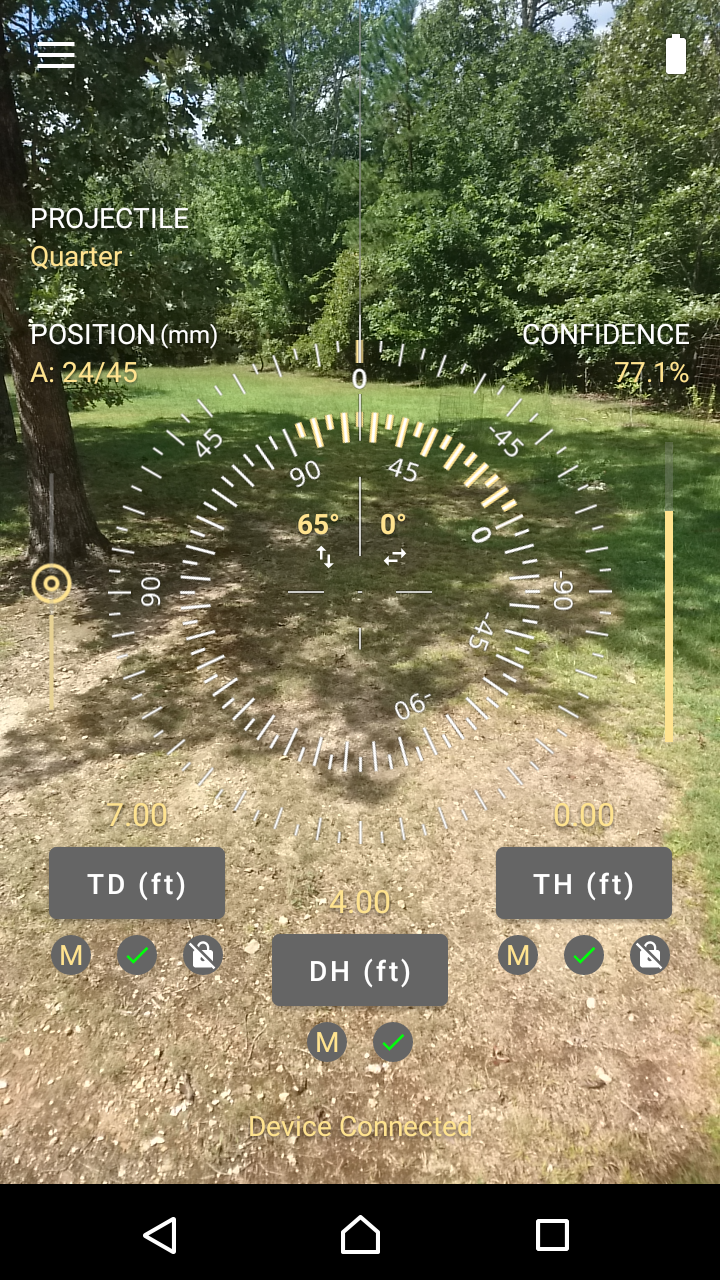 PROJECTILE
Quarter
POSITION (mm)
A: 24/45
CONFIDENCE
77.1%
0
45
-45
90
45
65°
0°
0
90
-90
-45
-90
7.00
0.00
TD (ft)
TH (ft)
4.00
M
M
DH (ft)
M
Device Connected